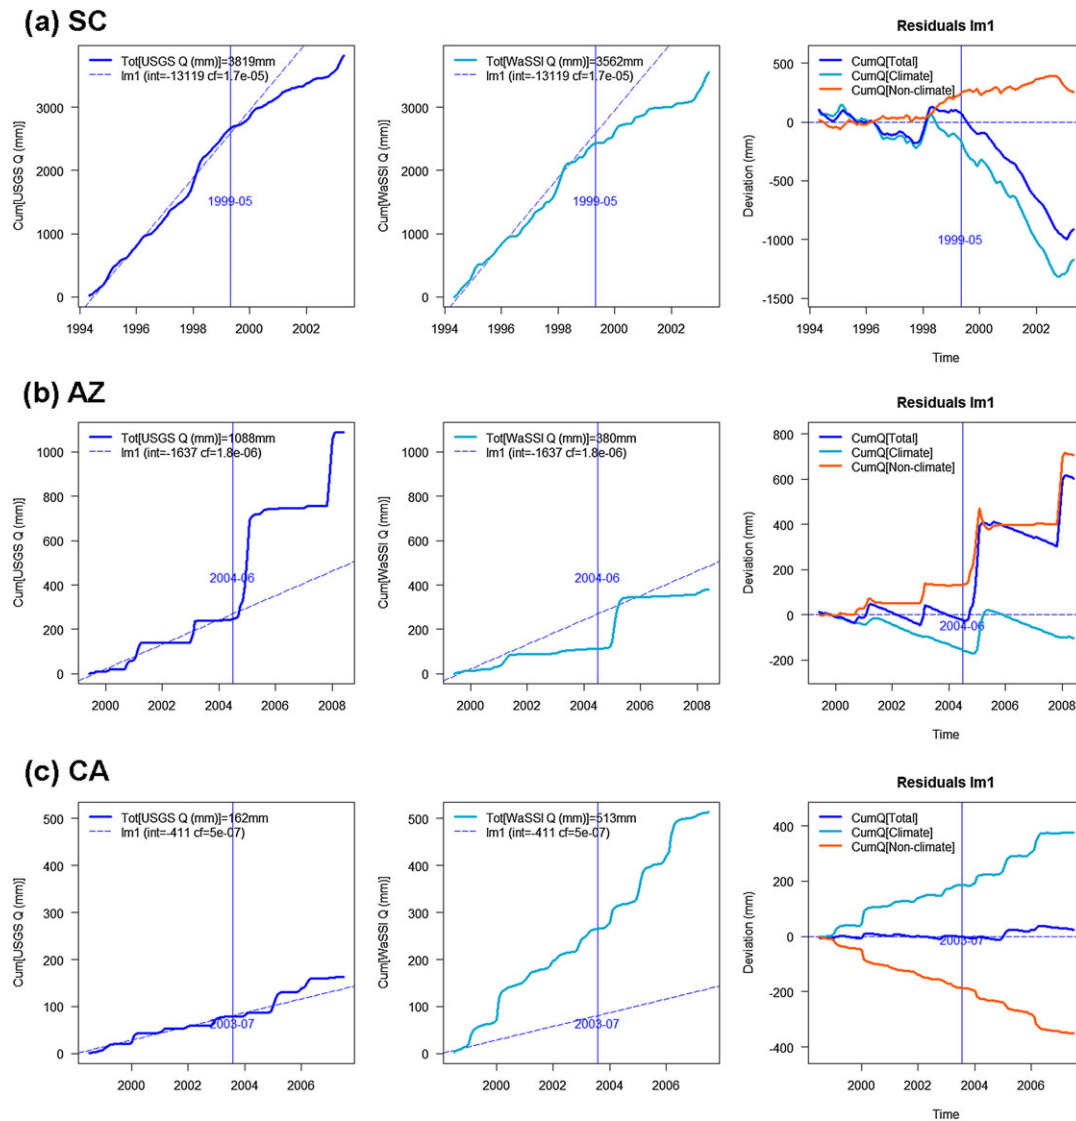 (a) SC
Tot[USGS Q (mm)]=3819mm
lm1 (int=-13119 cf=1.7e-05)
Cum[USGS Q (mm)]
3000
2000
1000
0
1999-05
1994 1996 1998 2000 2002
Tot[WaSSI Q (mm)]=3562mm
lm1 (int=-13119 cf=1.7e-05)
Cum[WaSSI Q (mm)]
3000
2000
1000
0
1999-05
1994 1996 1998 2000 2002
Residuals lm1
CumQ[Total]
CumQ[Climate]
CumQ[Non-climate]
Deviation (mm)
500
0
-500
-1000
-1500
1999-05
1994 1996 1998 2000 2002
Time
(b) AZ
Tot[USGS Q (mm)]=1088mm
lm1 (int=-1637 cf=1.8e-06)
Cum[USGS Q (mm)]
1000
800
600
400
200
0
2004-06
2000 2002 2004 2006 2008
Tot[WaSSI Q (mm)]=380mm
lm1 (int=-1637 cf=1.8e-06)
Cum[WaSSI Q (mm)]
1000
800
600
400
200
0
2004-06
2000 2002 2004 2006 2008
Residuals lm1
CumQ[Total]
CumQ[Climate]
CumQ[Non-climate]
Deviation (mm)
800
600
400
200
0
-200
2004-06
2000 2002 2004 2006 2008
Time
(c) CA
Tot[USGS Q (mm)]=162mm
lm1 (int=-411 cf=5e-07)
Cum[USGS Q (mm)]
500
400
300
200
100
0
2003-07
2000 2002 2004 2006
Tot[WaSSI Q (mm)]=513mm
lm1 (int=-411 cf=5e-07)
Cum[WaSSI Q (mm)]
500
400
300
200
100
0
2003-07
2000 2002 2004 2006
Residuals lm1
CumQ[Total]
CumQ[Climate]
CumQ[Non-climate]
Deviation (mm)
400
200
0
-200
-400
2003-07
2000 2002 2004 2006
Time